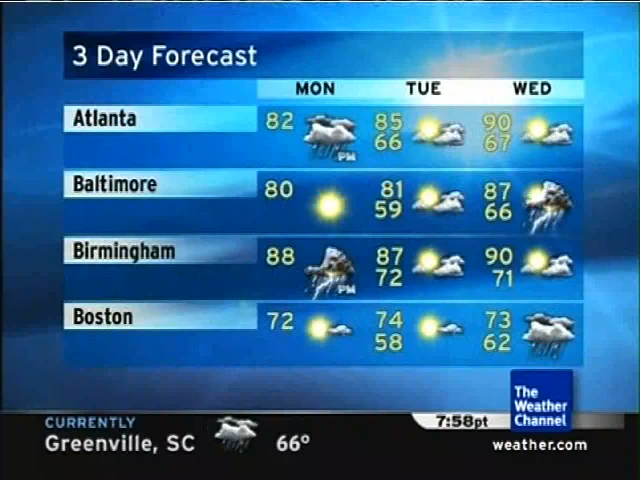 3 Day Forecast
MON TUE WED
Atlanta 82 PM 85 66 90 67
Baltimore 80 81 59 87 66
Birmingham 88 PM 87 72 90 71
Boston 72 74 58 73 62
The
Weather
Channel
CURRENTLY
Greenville, SC 66°
7:58pt
weather.com